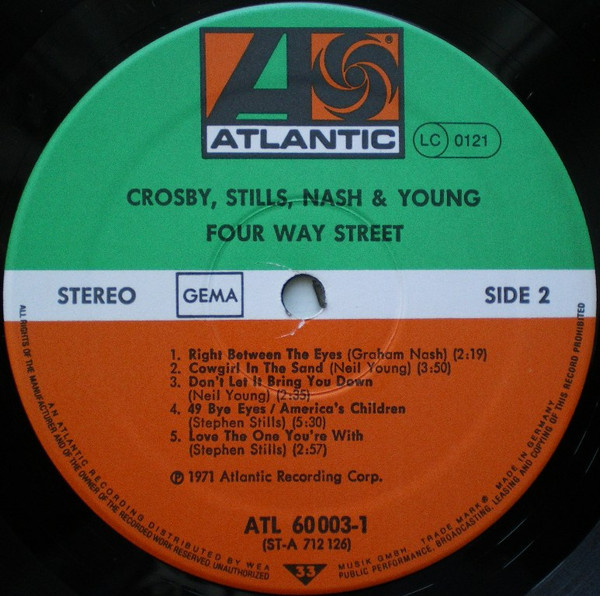 ®
ATLANTIC
LC 0121
CROSBY, STILLS, NASH & YOUNG
FOUR WAY STREET
STEREO
GEMA
SIDE 2
1. Right Between The Eyes (Graham Nash) (2:19)
2. Cowgirl In The Sand (Neil Young) (3:50)
3. Don't Let It Bring You Down
(Neil Young) (2:35)
4. 49 Bye Eyes / America's Children
(Stephen Stills) (5:30)
5. Love The One You're With
(Stephen Stills) (2:57)
℗ 1971 Atlantic Recording Corp.
ATL 60 003-1
(ST-A 712 126)
33
ALL RIGHTS OF THE MANUFACTURER AND OF THE OWNER OF THE RECORDED WORK RESERVED. UNAUTHORIZED PUBLIC PERFORMANCE, BROADCASTING, LEASING AND COPYING OF THIS RECORD PROHIBITED
AN ATLANTIC RECORDING DISTRIBUTED BY WEA MUSIK GMBH. TRADE MARK® MADE IN GERMANY